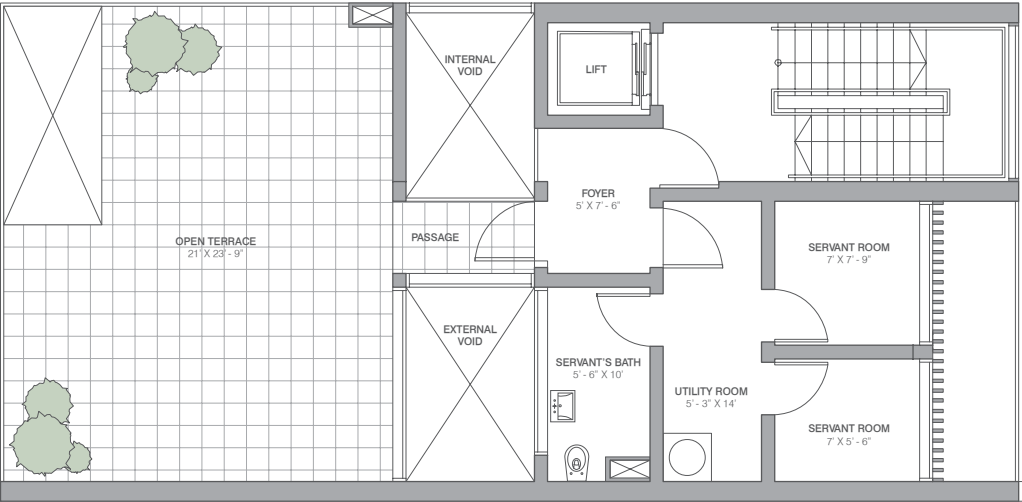 INTERNAL
VOID
LIFT
FOYER
5' X 7' - 6"
OPEN TERRACE
21' X 23' - 9"
PASSAGE
SERVANT ROOM
7' X 7' - 9"
EXTERNAL
VOID
SERVANT'S BATH
5' - 6" X 10'
UTILITY ROOM
5' - 3" X 14'
SERVANT ROOM
7' X 5' - 6"